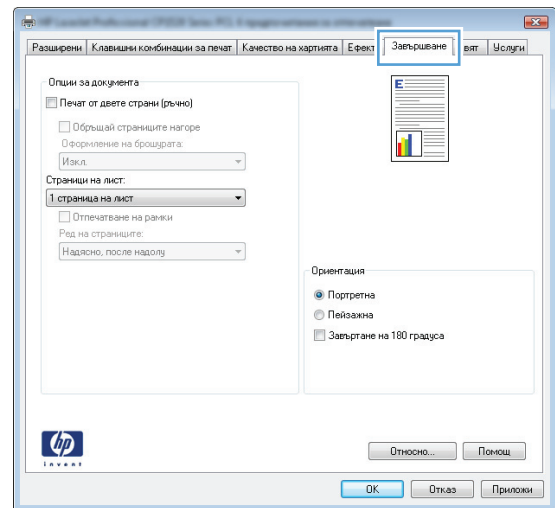 Разширени Клавишни комбинации за печат Качество на хартията Ефект Завършване вят Услуги
Опции за документа
Печат от двете страни (ръчно)
Обръщай страниците нагоре
Оформление на брошурата:
Изкл.
Страници на лист:
1 страница на лист
Отпечатване на рамки
Ред на страниците:
Надясно, после надолу
E
Ориентация
Портретна
Пейзажна
Завъртане на 180 градуса
hp
invent
Относно... Помощ
OK Отказ Приложи